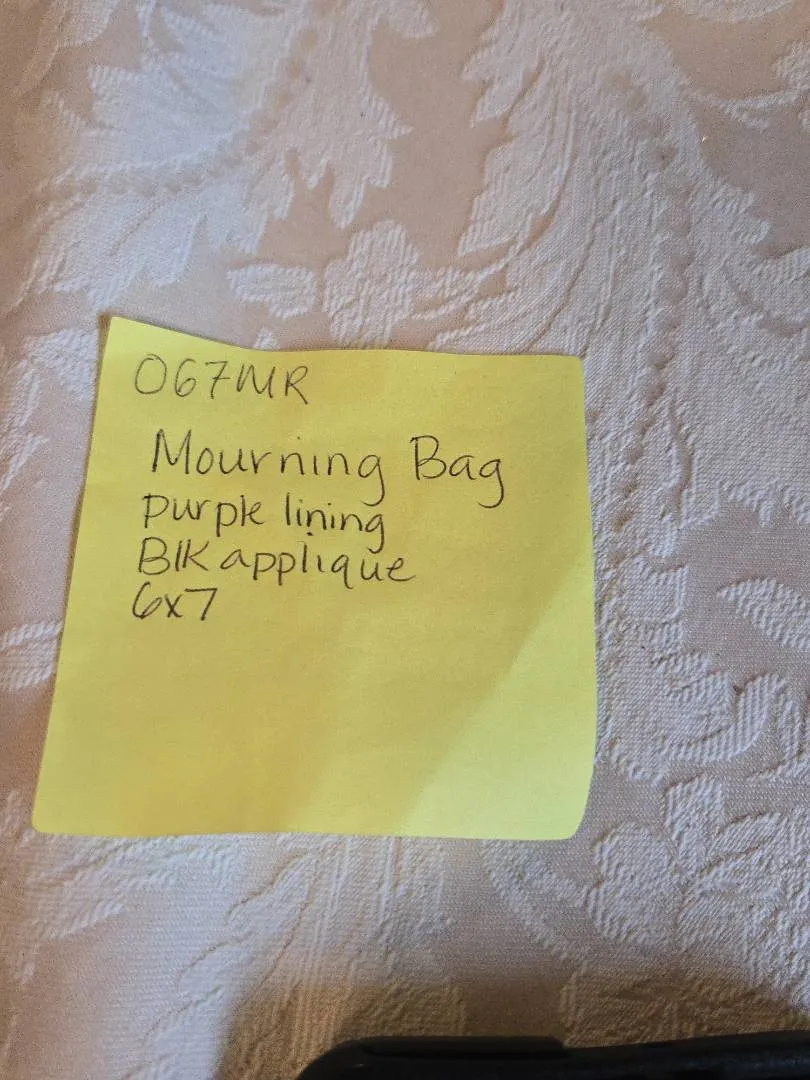 067MR
Mourning Bag
purple lining
Blk applique
6x7